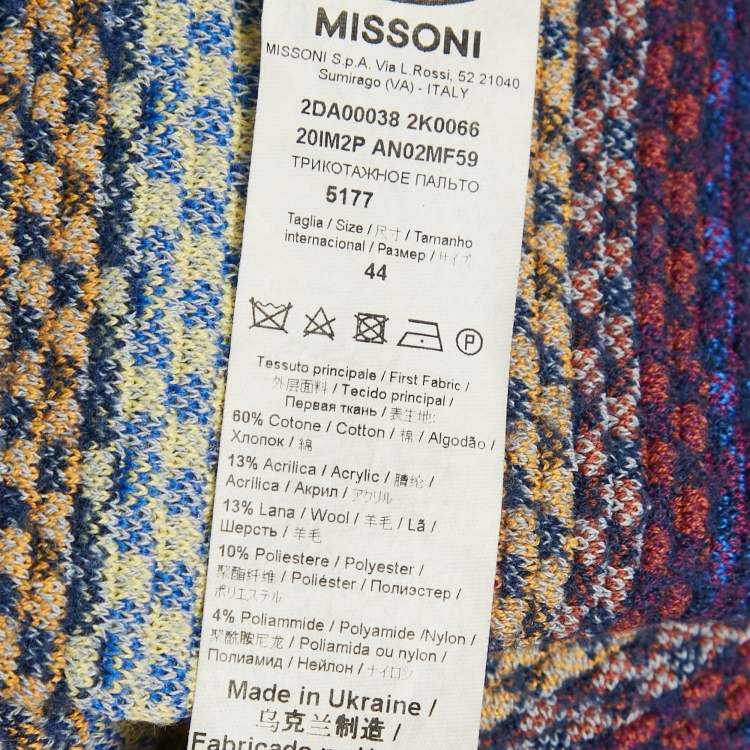 MISSONI
MISSONI S.p.A. Via L.Rossi, 52 21040
Sumirago (VA) - ITALY
2DA00038 2K0066
20IM2P AN02MF59
ТРИКОТАЖНОЕ ПАЛЬТО
5177
Taglia / Size / 尺寸 / Tamanho
internacional / Размер / サイズ
44
P
Tessuto principale / First Fabric /
外层面料 / Tecido principal /
Первая ткань / 表生地:
60% Cotone / Cotton / 棉 / Algodão /
Хлопок / 綿
13% Acrilica / Acrylic / 腈纶 /
Acrílica / Акрил / アクリル
13% Lana / Wool / 羊毛 / Lã /
Шерсть / 羊毛
10% Poliestere / Polyester /
聚酯纤维 / Poliéster / Полиэстер /
ポリエステル
4% Poliammide / Polyamide /Nylon /
聚酰胺尼龙 / Poliamida ou nylon /
Полиамид / Нейлон / ナイロン
Made in Ukraine /
乌克兰制造 /
Fabricado